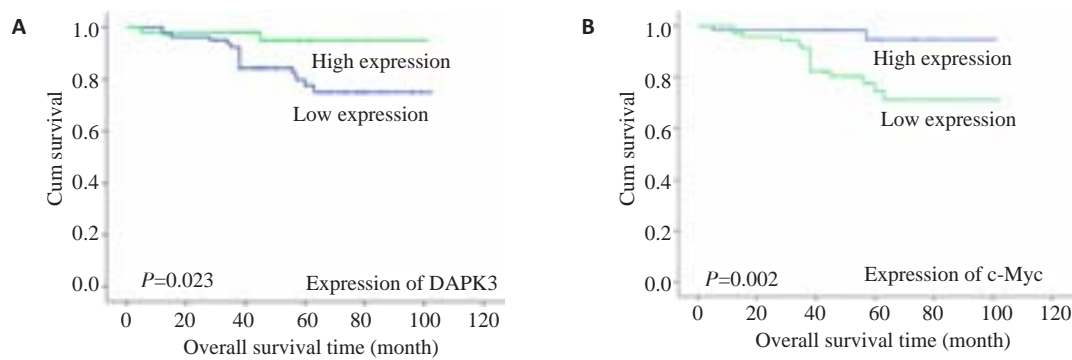 A
Cum survival
1.0
0.8
0.6
0.4
0.2
0.0
High expression
Low expression
P=0.023
Expression of DAPK3
0 20 40 60 80 100 120
Overall survival time (month)
B
Cum survival
1.0
0.8
0.6
0.4
0.2
0.0
High expression
Low expression
P=0.002
Expression of c-Myc
0 20 40 60 80 100 120
Overall survival time (month)